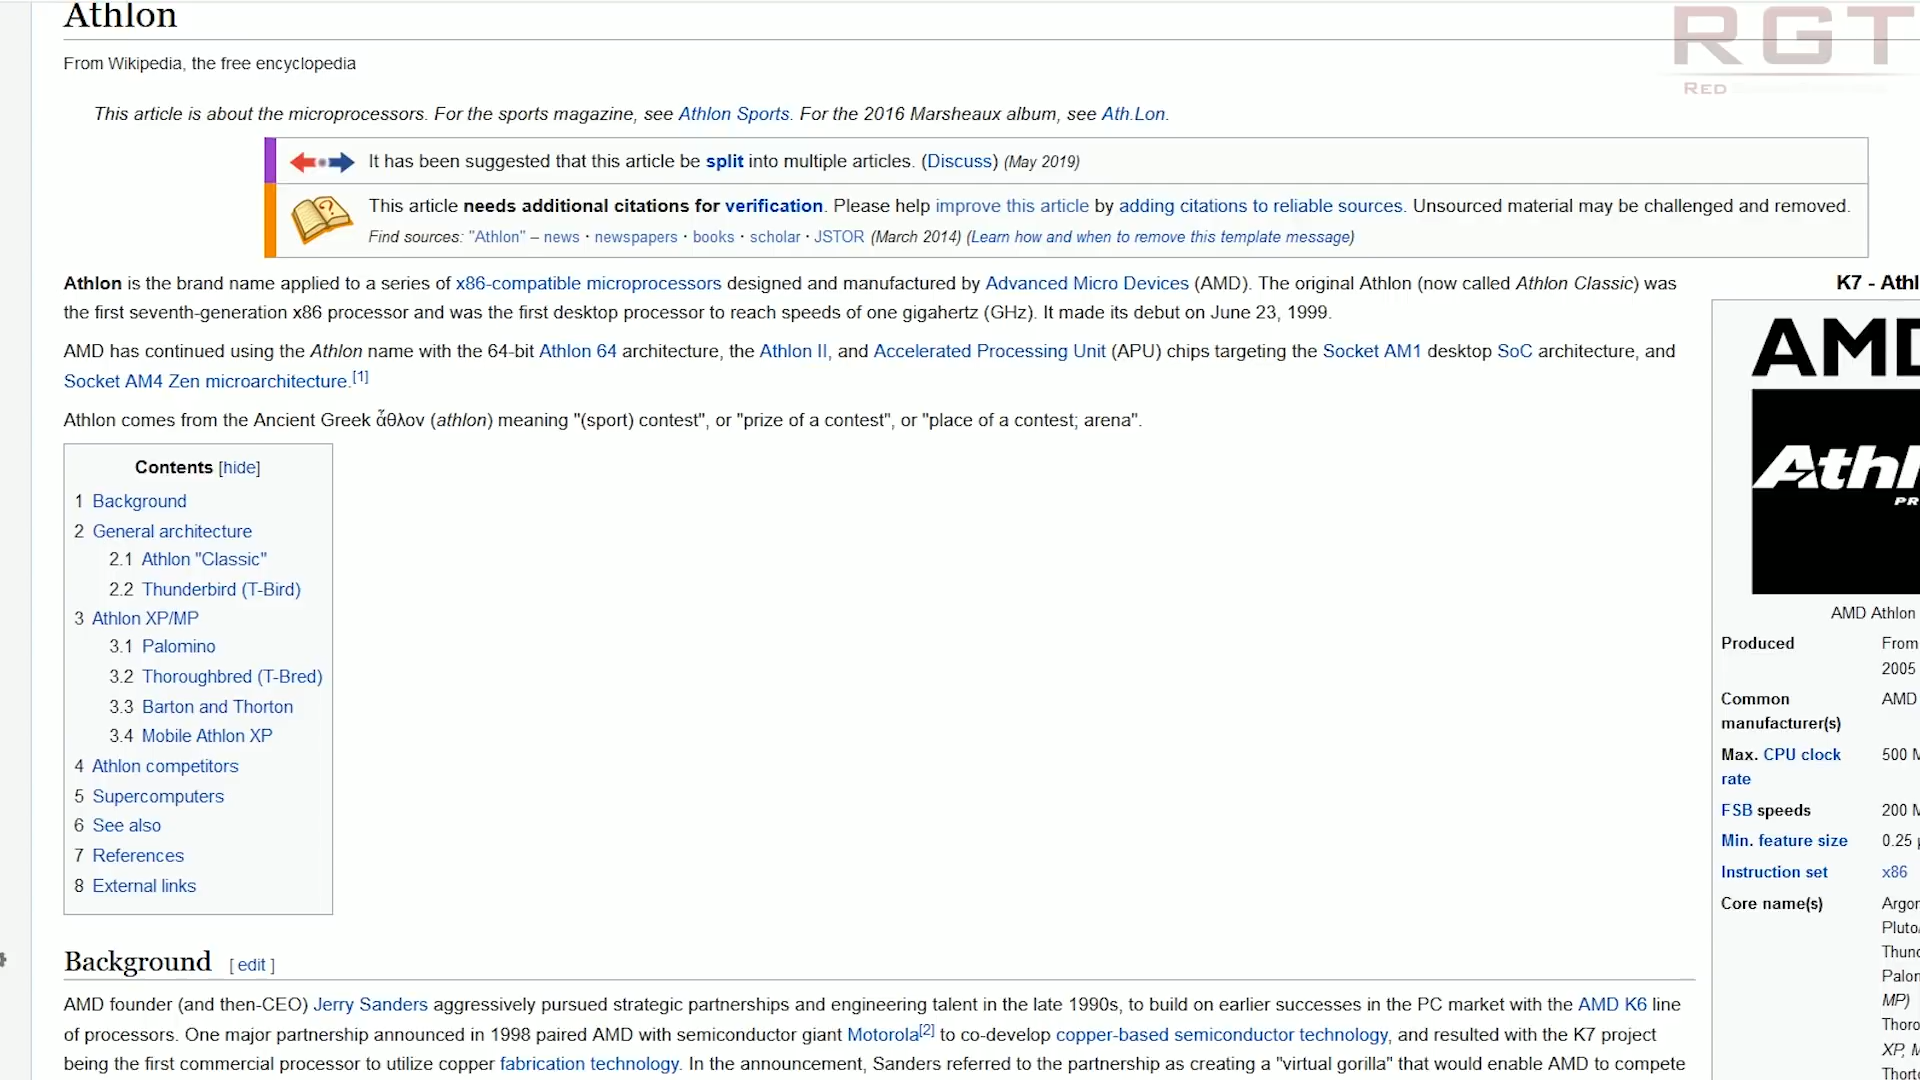 Athlon
RGT
RED
From Wikipedia, the free encyclopedia
This article is about the microprocessors. For the sports magazine, see Athlon Sports. For the 2016 Marsheaux album, see Ath.Lon.
It has been suggested that this article be split into multiple articles. (Discuss) (May 2019)
This article needs additional citations for verification. Please help improve this article by adding citations to reliable sources. Unsourced material may be challenged and removed.
Find sources: "Athlon" – news · newspapers · books · scholar · JSTOR (March 2014) (Learn how and when to remove this template message)
Athlon is the brand name applied to a series of x86-compatible microprocessors designed and manufactured by Advanced Micro Devices (AMD). The original Athlon (now called Athlon Classic) was
the first seventh-generation x86 processor and was the first desktop processor to reach speeds of one gigahertz (GHz). It made its debut on June 23, 1999.
AMD has continued using the Athlon name with the 64-bit Athlon 64 architecture, the Athlon II, and Accelerated Processing Unit (APU) chips targeting the Socket AM1 desktop SoC architecture, and
Socket AM4 Zen microarchitecture.[1]
Athlon comes from the Ancient Greek ἆθλον (athlon) meaning "(sport) contest", or "prize of a contest", or "place of a contest; arena".
Contents [hide]
1 Background
2 General architecture
2.1 Athlon "Classic"
2.2 Thunderbird (T-Bird)
3 Athlon XP/MP
3.1 Palomino
3.2 Thoroughbred (T-Bred)
3.3 Barton and Thorton
3.4 Mobile Athlon XP
4 Athlon competitors
5 Supercomputers
6 See also
7 References
8 External links
Background [ edit ]
AMD founder (and then-CEO) Jerry Sanders aggressively pursued strategic partnerships and engineering talent in the late 1990s, to build on earlier successes in the PC market with the AMD K6 line
of processors. One major partnership announced in 1998 paired AMD with semiconductor giant Motorola[2] to co-develop copper-based semiconductor technology, and resulted with the K7 project
being the first commercial processor to utilize copper fabrication technology. In the announcement, Sanders referred to the partnership as creating a "virtual gorilla" that would enable AMD to compete
K7 - Athl
AMD
Athl
PR
AMD Athlon
Produced From
2005
Common AMD
manufacturer(s)
Max. CPU clock 500 M
rate
FSB speeds 200 M
Min. feature size 0.25 µ
Instruction set x86
Core name(s) Argon
Pluto/
Thund
Palom
MP)
Thoro
XP, M
Thort